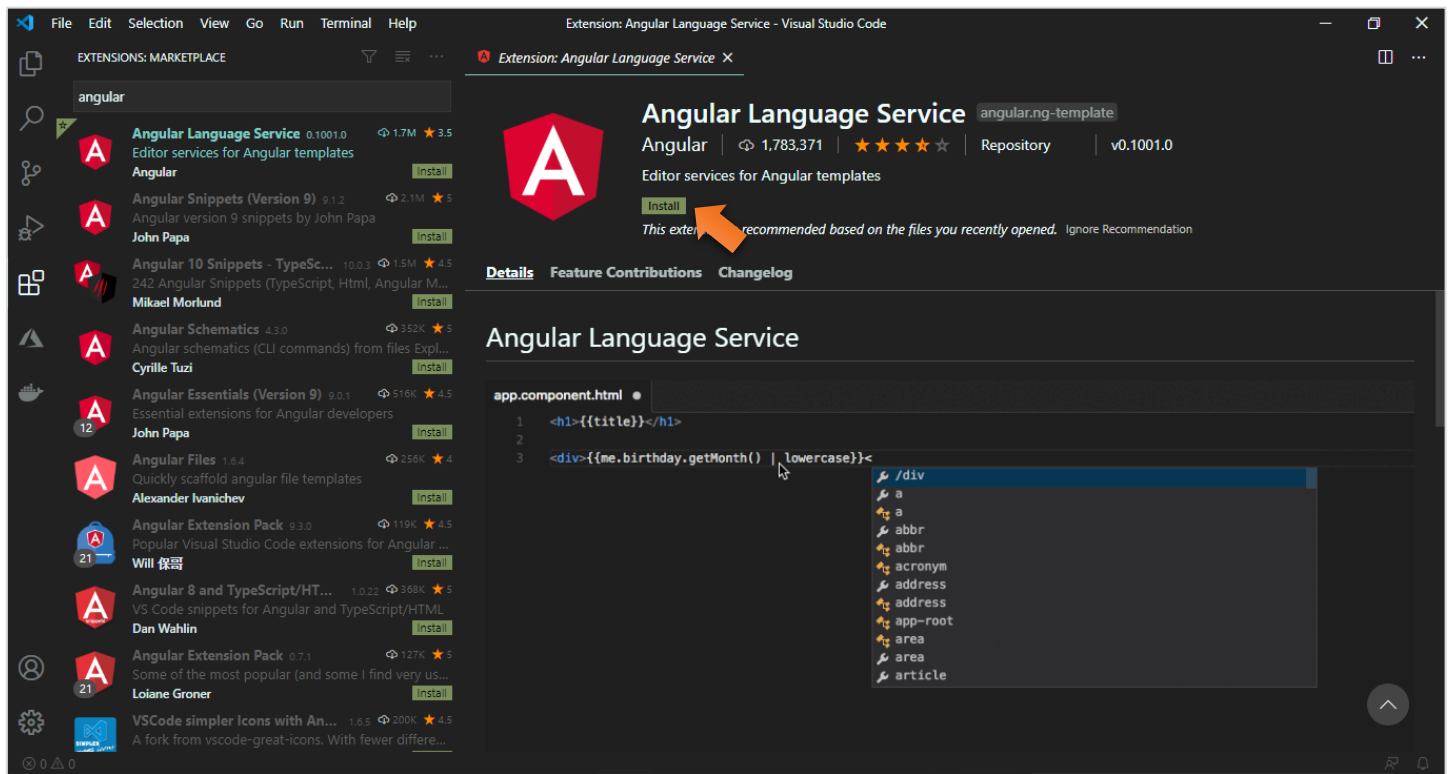 File Edit Selection View Go Run Terminal Help
Extension: Angular Language Service - Visual Studio Code
EXTENSIONS: MARKETPLACE
angular
Angular Language Service 0.1001.0 1.7M 3.5
Editor services for Angular templates
Angular Install
Angular Snippets (Version 9) 9.1.2 2.1M 5
Angular version 9 snippets by John Papa
John Papa Install
Angular 10 Snippets - TypeSc... 10.0.3 1.5M 4.5
242 Angular Snippets (TypeScript, Html, Angular M...
Mikael Morlund Install
Angular Schematics 4.3.0 352K 5
Angular schematics (CLI commands) from files Expl...
Cyrille Tuzi Install
Angular Essentials (Version 9) 9.0.1 516K 4.5
Essential extensions for Angular developers
12
John Papa Install
Angular Files 1.6.4 256K 4
Quickly scaffold angular file templates
Alexander Ivanichev Install
Angular Extension Pack 9.3.0 119K 4.5
Popular Visual Studio Code extensions for Angular ...
21
Will 保哥 Install
Angular 8 and TypeScript/HT... 1.0.22 368K 5
VS Code snippets for Angular and TypeScript/HTML
Dan Wahlin Install
Angular Extension Pack 0.7.1 127K 5
Some of the most popular (and some I find very us...
21
Loiane Groner Install
VSCode simpler Icons with An... 1.6.5 200K 4.5
A fork from vscode-great-icons. With fewer differe...
0 0
Extension: Angular Language Service
Angular Language Service angular.ng-template
Angular 1,783,371 Repository v0.1001.0
Editor services for Angular templates
Install
This recommended based on the files you recently opened. Ignore Recommendation
Details Feature Contributions Changelog
Angular Language Service
app.component.html
1 <h1>{{title}}</h1>
2
3 <div>{{me.birthday.getMonth() | lowercase}}<
/div
a
a
abbr
abbr
acronym
address
address
app-root
area
area
article